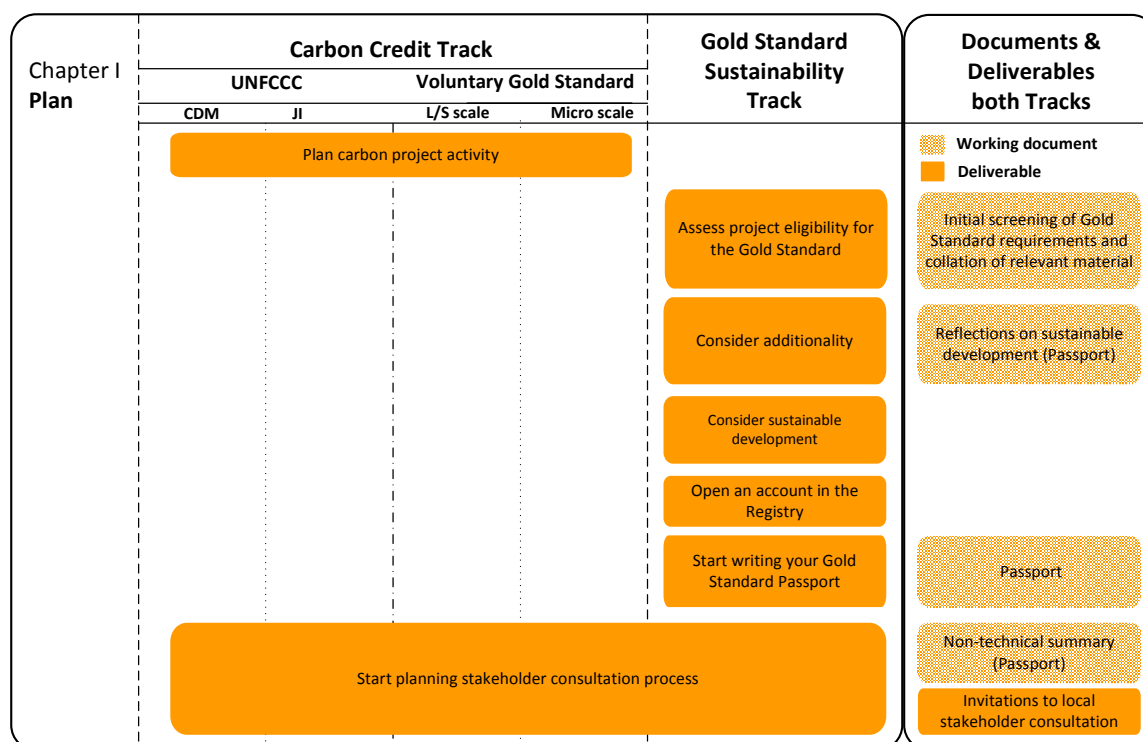 Chapter I
Plan
Carbon Credit Track
UNFCCC
Voluntary Gold Standard
CDM
JI
L/S scale
Micro scale
Gold Standard
Sustainability
Track
Documents &
Deliverables
both Tracks
Working document
Deliverable
Plan carbon project activity
Assess project eligibility for
the Gold Standard
Initial screening of Gold
Standard requirements and
collation of relevant material
Consider additionality
Reflections on sustainable
development (Passport)
Consider sustainable
development
Open an account in the
Registry
Start writing your Gold
Standard Passport
Passport
Start planning stakeholder consultation process
Non-technical summary
(Passport)
Invitations to local
stakeholder consultation